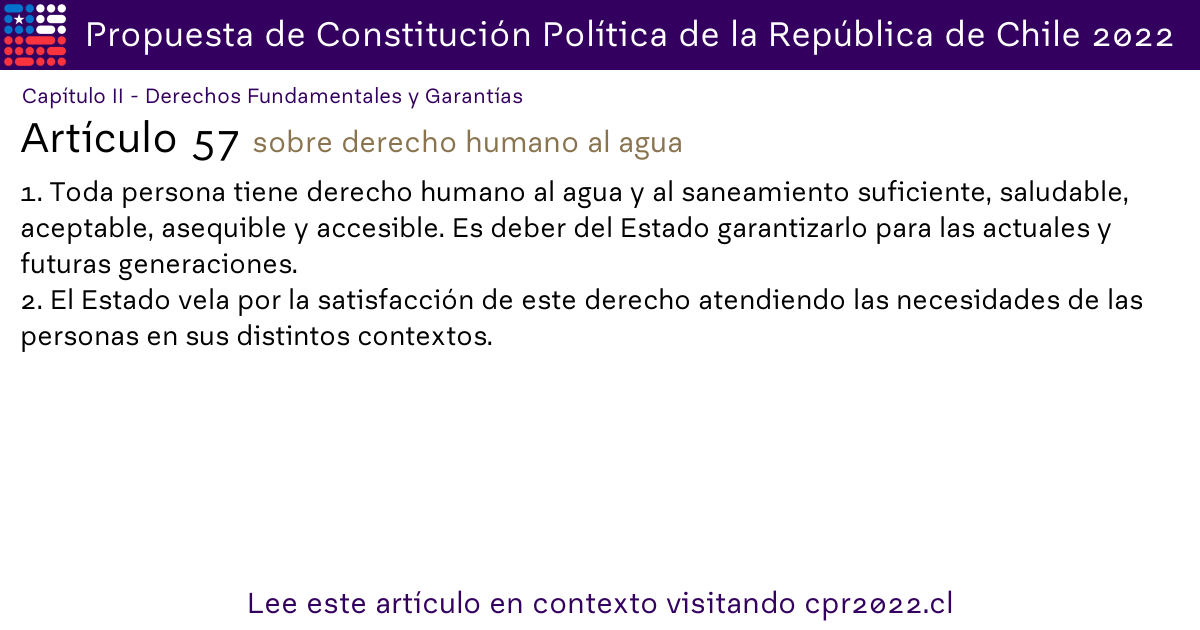 Propuesta de Constitución Política de la República de Chile 2022
Capítulo II - Derechos Fundamentales y Garantías
Artículo 57 sobre derecho humano al agua
1. Toda persona tiene derecho humano al agua y al saneamiento suficiente, saludable,
aceptable, asequible y accesible. Es deber del Estado garantizarlo para las actuales y
futuras generaciones.
2. El Estado vela por la satisfacción de este derecho atendiendo las necesidades de las
personas en sus distintos contextos.
Lee este artículo en contexto visitando cpr2022.cl